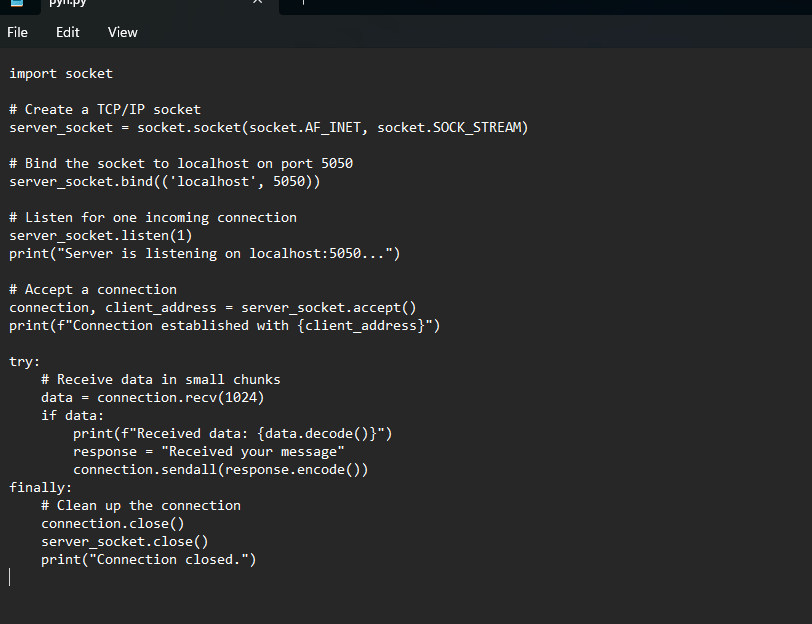 pyn.py
File Edit View
import socket
# Create a TCP/IP socket
server_socket = socket.socket(socket.AF_INET, socket.SOCK_STREAM)
# Bind the socket to localhost on port 5050
server_socket.bind(('localhost', 5050))
# Listen for one incoming connection
server_socket.listen(1)
print("Server is listening on localhost:5050...")
# Accept a connection
connection, client_address = server_socket.accept()
print(f"Connection established with {client_address}")
try:
    # Receive data in small chunks
    data = connection.recv(1024)
    if data:
        print(f"Received data: {data.decode()}")
        response = "Received your message"
        connection.sendall(response.encode())
finally:
    # Clean up the connection
    connection.close()
    server_socket.close()
    print("Connection closed.")